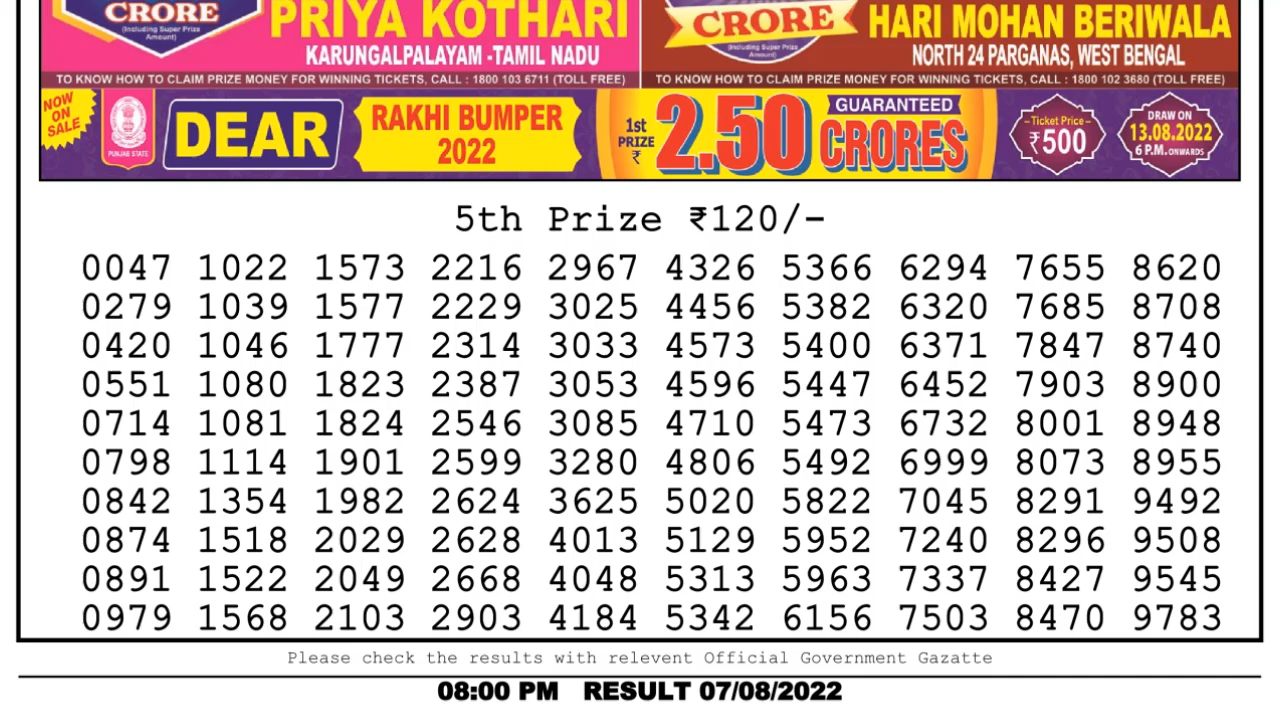 CRORE
(Including Super Prize
Amount)
PRIYA KOTHARI
KARUNGALPALAYAM -TAMIL NADU
CRORE
(Including Super Prize
Amount)
HARI MOHAN BERIWALA
NORTH 24 PARGANAS, WEST BENGAL
TO KNOW HOW TO CLAIM PRIZE MONEY FOR WINNING TICKETS, CALL : 1800 103 6711 (TOLL FREE)
TO KNOW HOW TO CLAIM PRIZE MONEY FOR WINNING TICKETS, CALL : 1800 102 3680 (TOLL FREE)
NOW
ON
SALE
PUNJAB STATE
DEAR
RAKHI BUMPER
2022
1st
PRIZE
₹
2.50
GUARANTEED
CRORES
Ticket Price
₹500
DRAW ON
13.08.2022
6 P.M. ONWARDS
5th Prize ₹120/-
0047 1022 1573 2216 2967 4326 5366 6294 7655 8620
0279 1039 1577 2229 3025 4456 5382 6320 7685 8708
0420 1046 1777 2314 3033 4573 5400 6371 7847 8740
0551 1080 1823 2387 3053 4596 5447 6452 7903 8900
0714 1081 1824 2546 3085 4710 5473 6732 8001 8948
0798 1114 1901 2599 3280 4806 5492 6999 8073 8955
0842 1354 1982 2624 3625 5020 5822 7045 8291 9492
0874 1518 2029 2628 4013 5129 5952 7240 8296 9508
0891 1522 2049 2668 4048 5313 5963 7337 8427 9545
0979 1568 2103 2903 4184 5342 6156 7503 8470 9783
Please check the results with relevent Official Government Gazatte
08:00 PM RESULT 07/08/2022